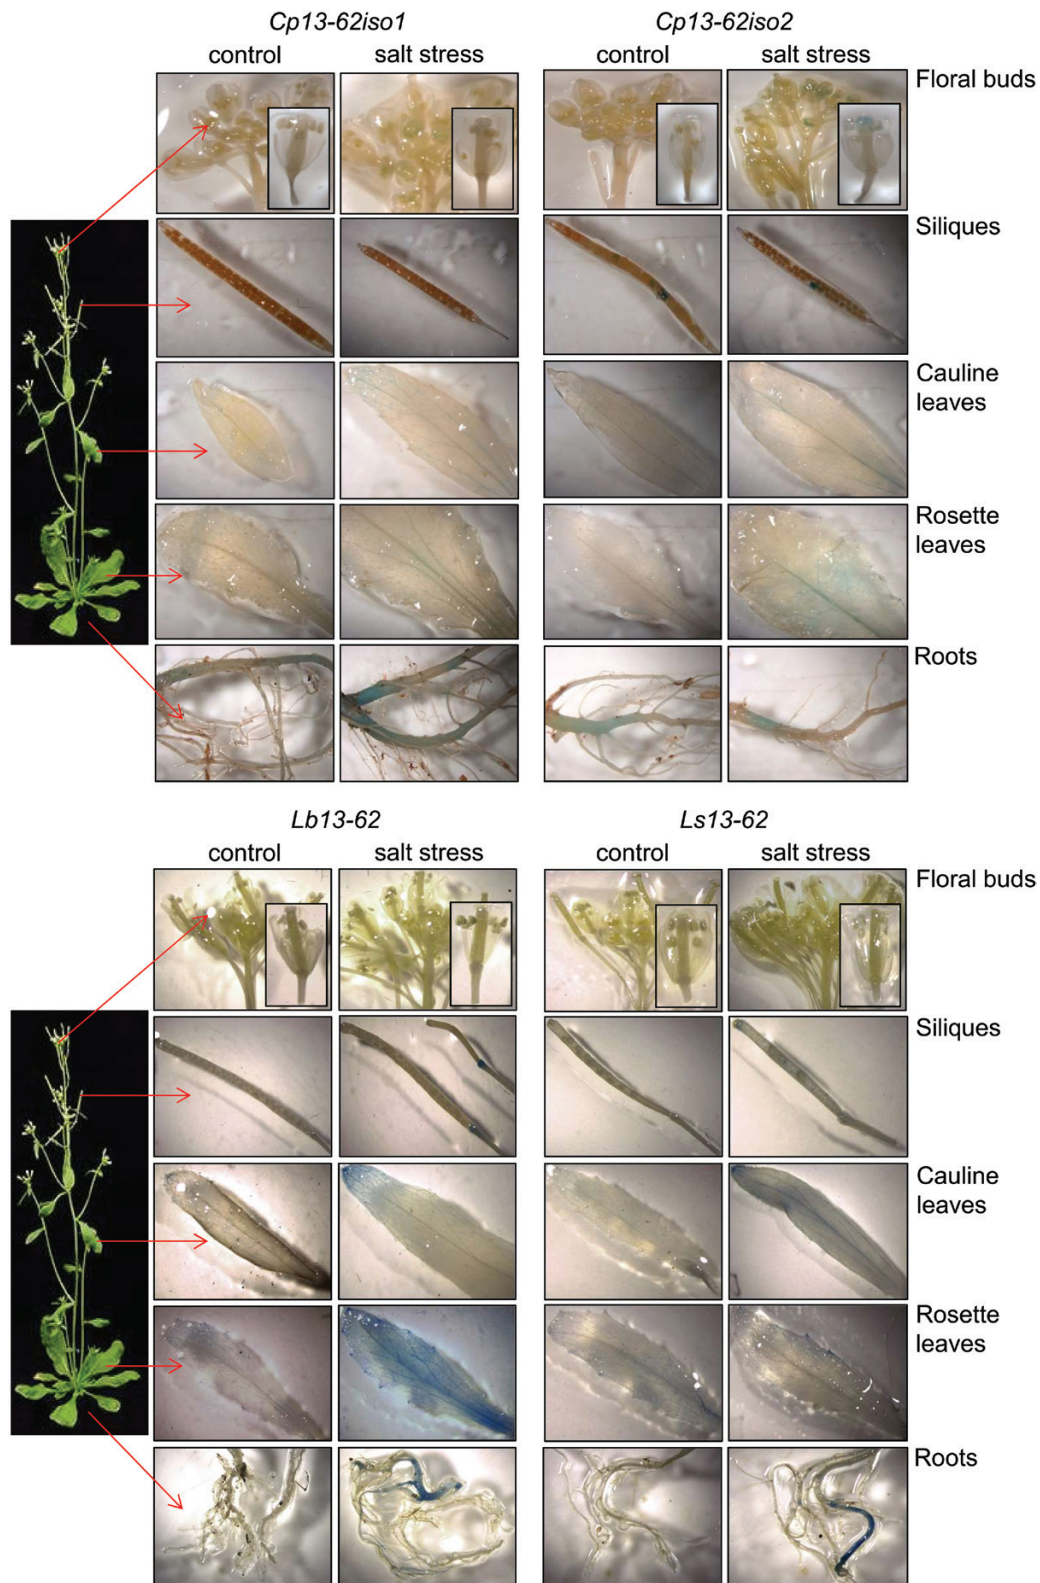 Cp13-62iso1 Cp13-62iso2
control salt stress control salt stress
Floral buds
Siliques
Cauline
leaves
Rosette
leaves
Roots
Lb13-62 Ls13-62
control salt stress control salt stress
Floral buds
Siliques
Cauline
leaves
Rosette
leaves
Roots